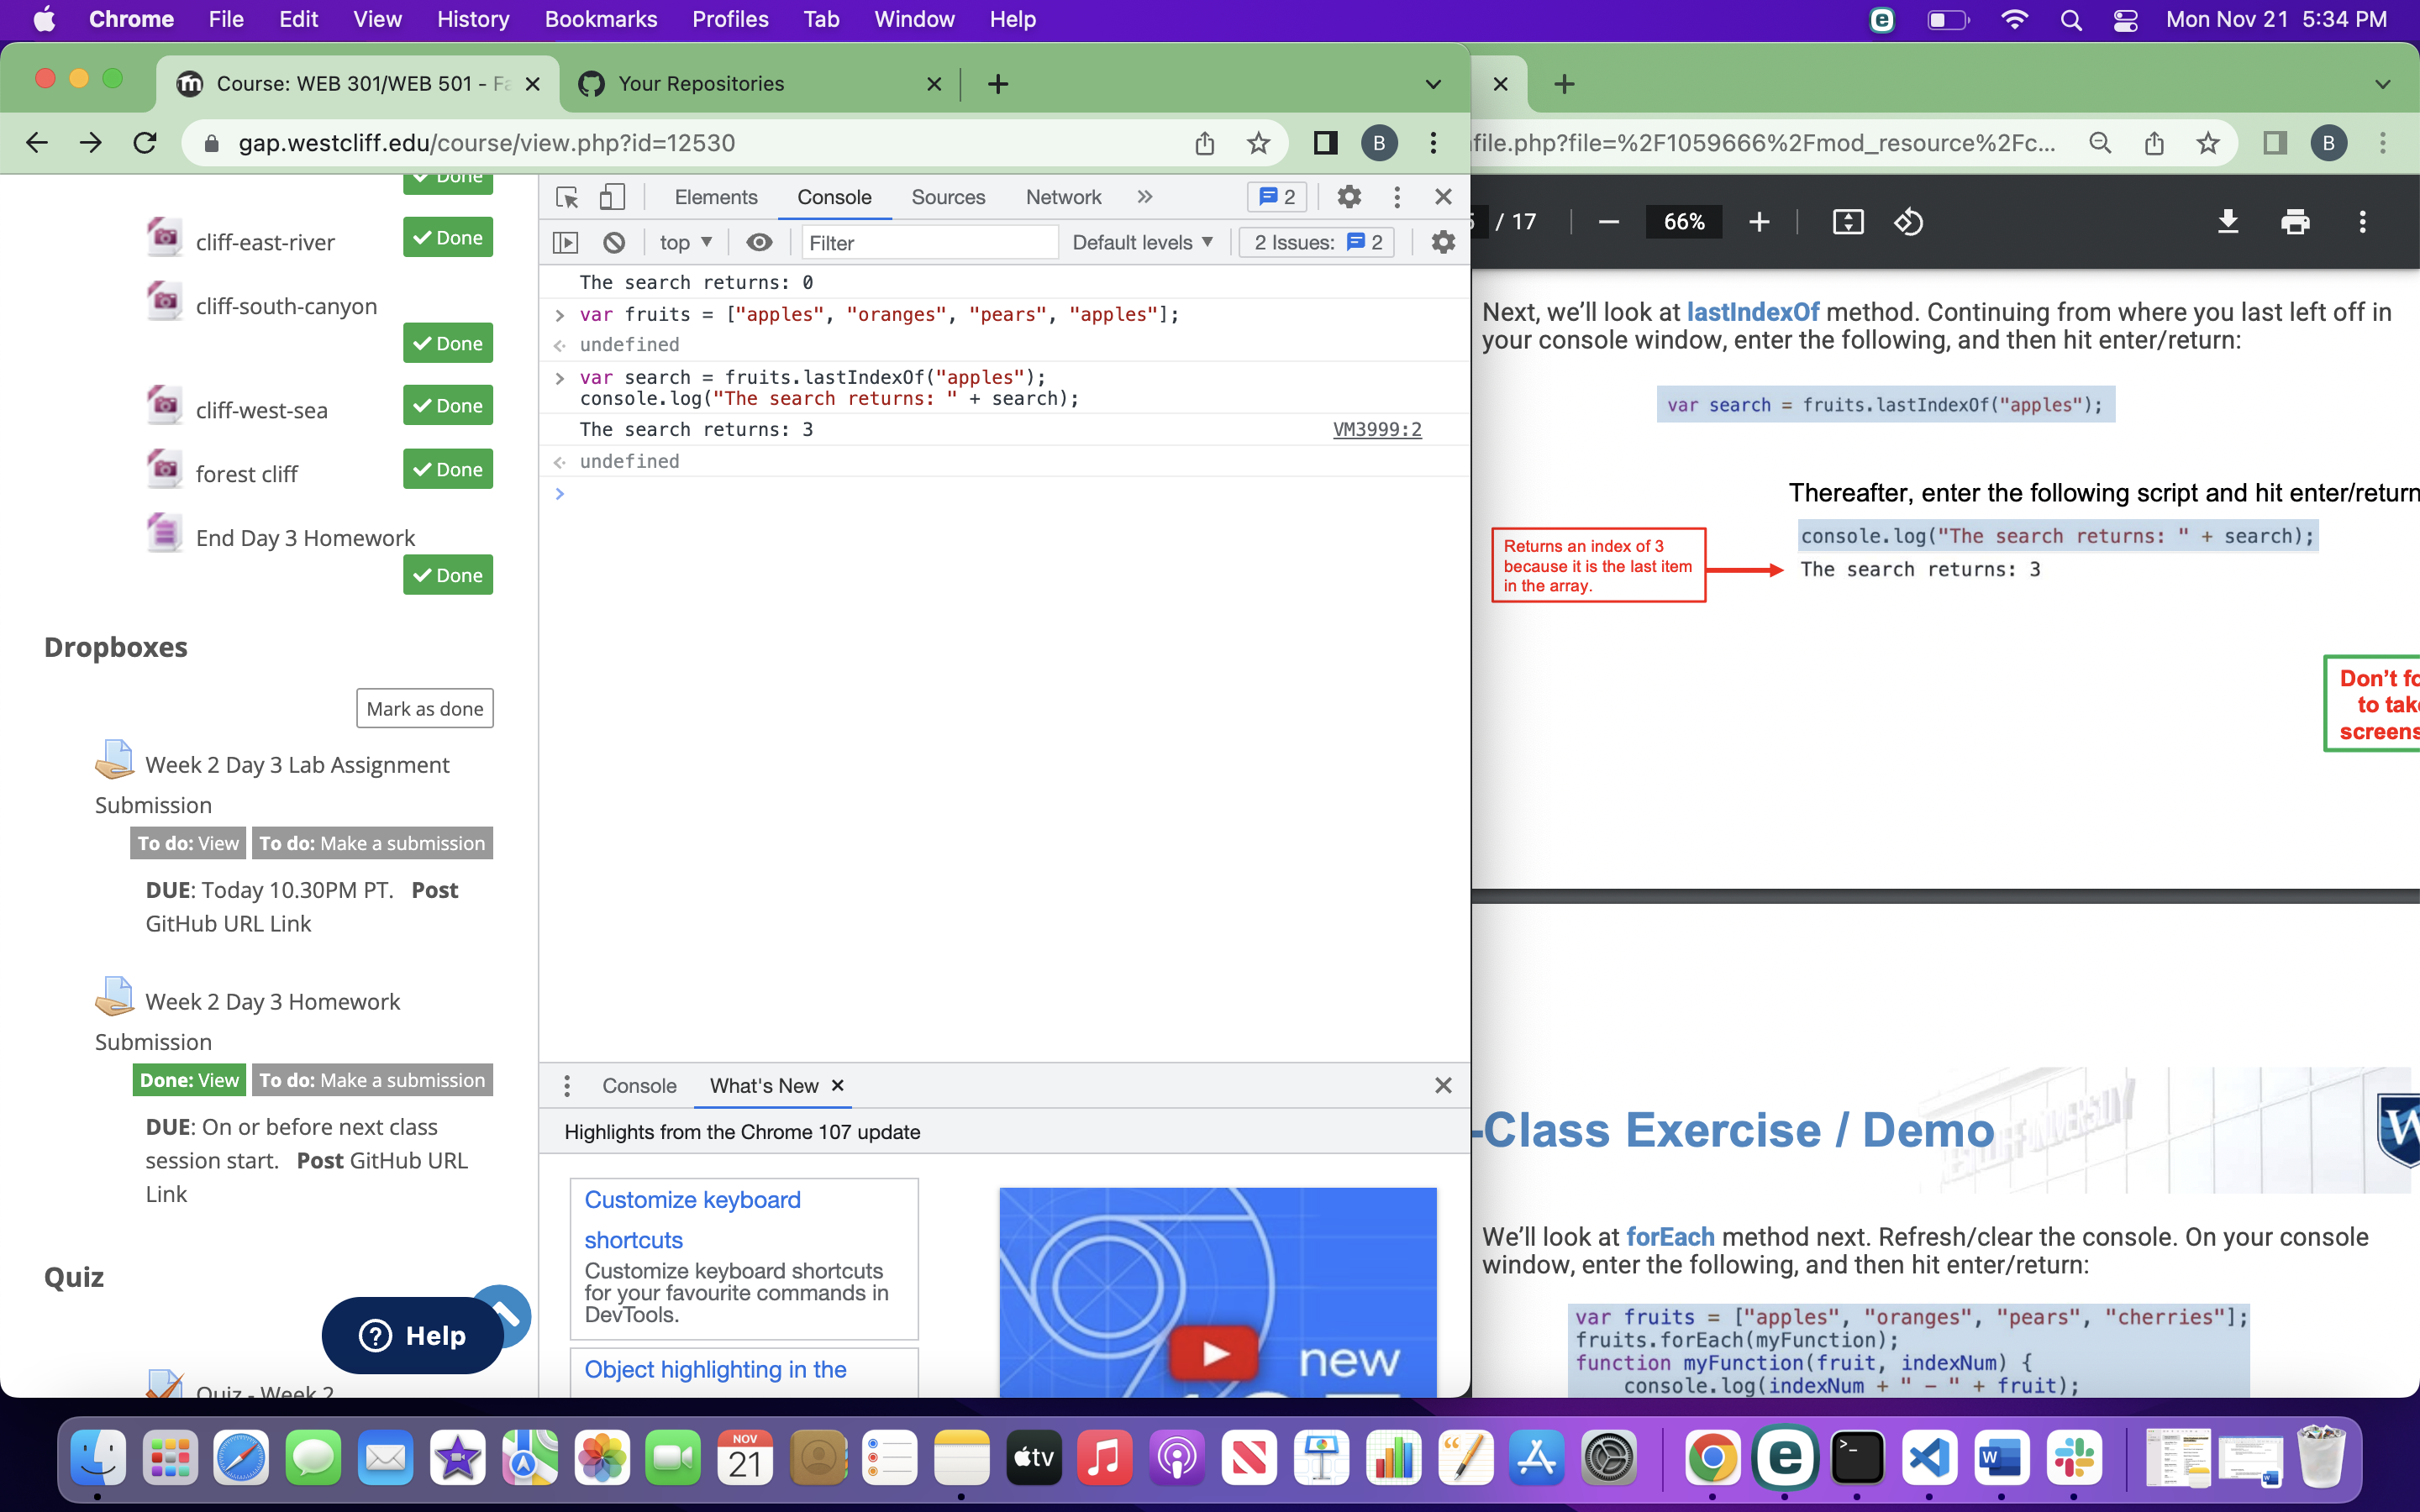 Chrome File Edit View History Bookmarks Profiles Tab Window Help
Mon Nov 21 5:34 PM
Course: WEB 301/WEB 501 - Fa
Your Repositories
gap.westcliff.edu/course/view.php?id=12530
B
file.php?file=%2F1059666%2Fmod_resource%2Fc...
B
Done
cliff-east-river
Done
cliff-south-canyon
Done
cliff-west-sea
Done
forest cliff
Done
End Day 3 Homework
Done
Dropboxes
Mark as done
Week 2 Day 3 Lab Assignment
Submission
To do: View To do: Make a submission
DUE: Today 10.30PM PT. Post
GitHub URL Link
Week 2 Day 3 Homework
Submission
Done: View To do: Make a submission
DUE: On or before next class
session start. Post GitHub URL
Link
Quiz
Help
Quiz - Week 2
Elements Console Sources Network » 2
top Filter Default levels 2 Issues: 2
The search returns: 0
> var fruits = ["apples", "oranges", "pears", "apples"];
undefined
> var search = fruits.lastIndexOf("apples");
console.log("The search returns: " + search);
The search returns: 3 VM3999:2
undefined
>
Console What's New
Highlights from the Chrome 107 update
Customize keyboard
shortcuts
Customize keyboard shortcuts
for your favourite commands in
DevTools.
Object highlighting in the
new
/ 17 66%
Next, we’ll look at lastIndexOf method. Continuing from where you last left off in
your console window, enter the following, and then hit enter/return:
var search = fruits.lastIndexOf("apples");
Thereafter, enter the following script and hit enter/return
console.log("The search returns: " + search);
The search returns: 3
Returns an index of 3
because it is the last item
in the array.
Don’t fo
to tak
screens
-Class Exercise / Demo
W
We’ll look at forEach method next. Refresh/clear the console. On your console
window, enter the following, and then hit enter/return:
var fruits = ["apples", "oranges", "pears", "cherries"];
fruits.forEach(myFunction);
function myFunction(fruit, indexNum) {
console.log(indexNum + " - " + fruit);
NOV
21
tv